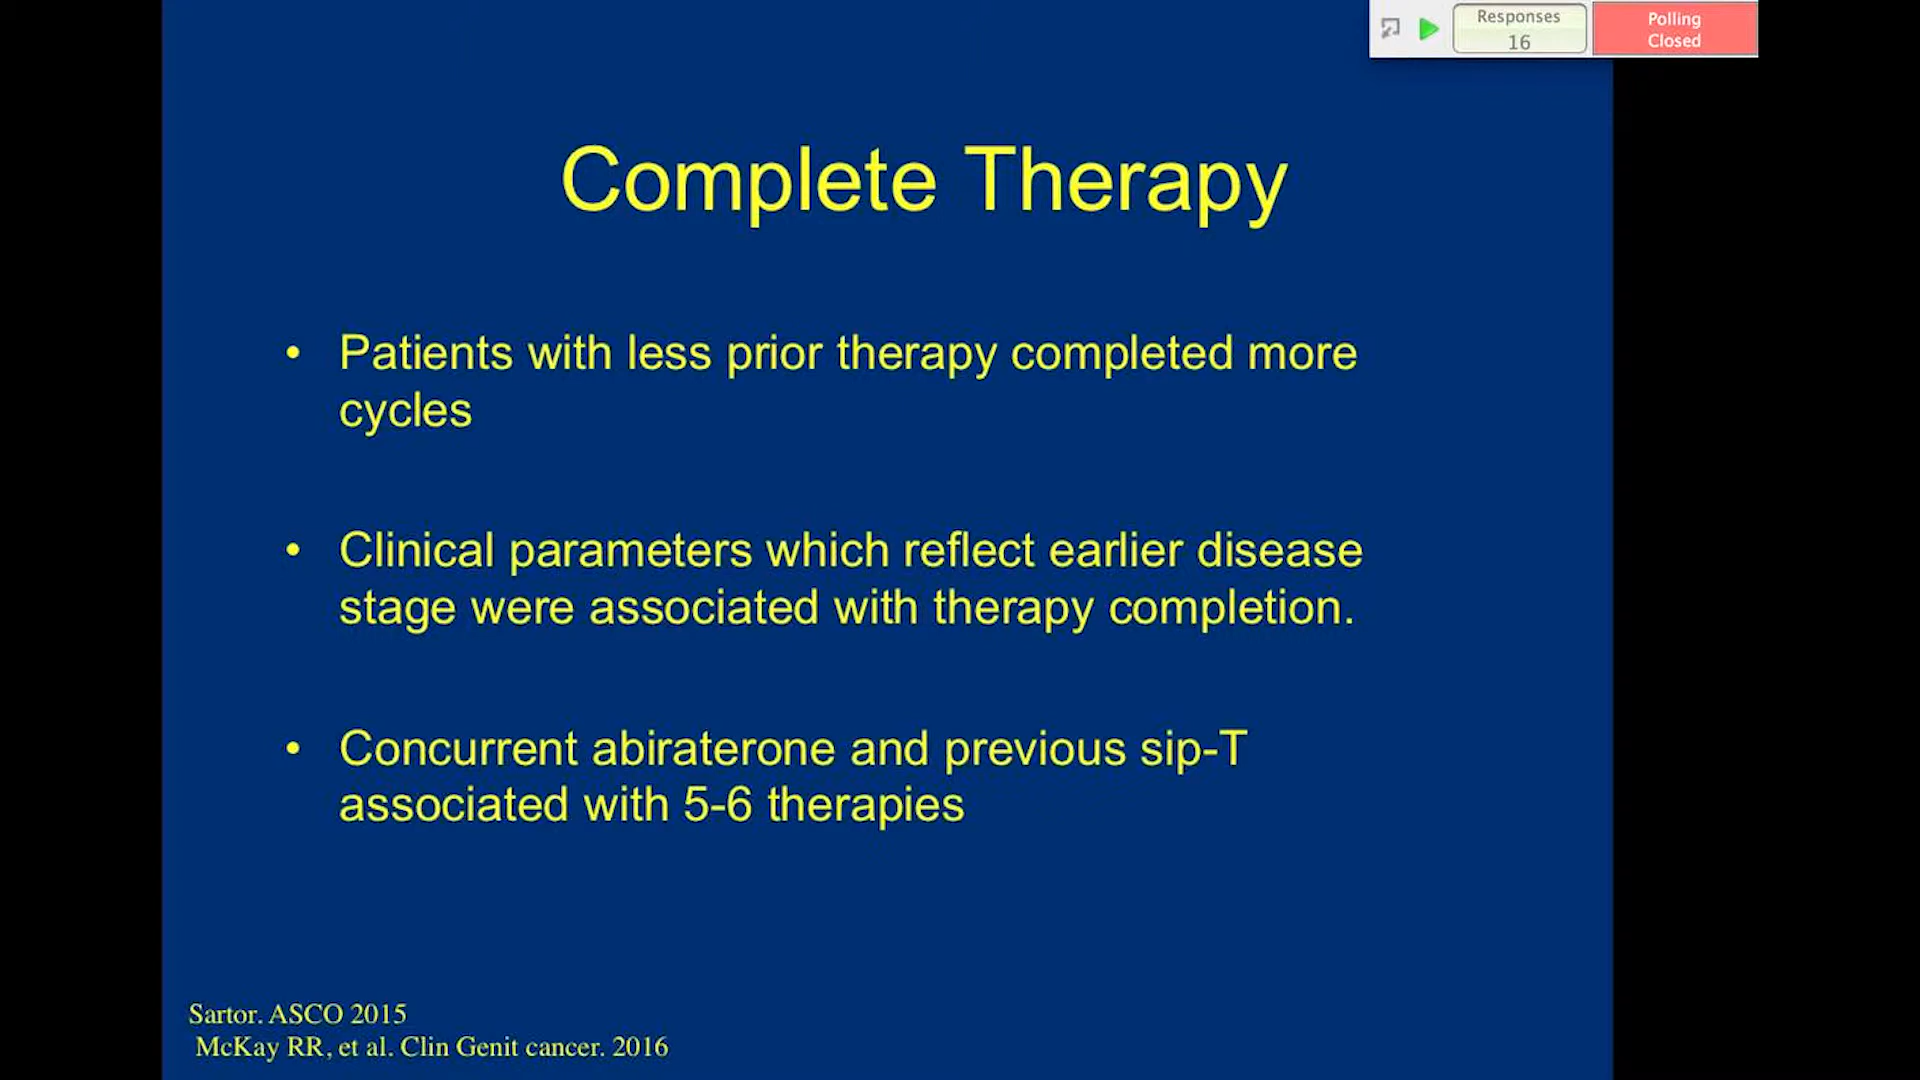 Responses
16
Polling
Closed
Complete Therapy
• Patients with less prior therapy completed more
cycles
• Clinical parameters which reflect earlier disease
stage were associated with therapy completion.
• Concurrent abiraterone and previous sip-T
associated with 5-6 therapies
Sartor. ASCO 2015
McKay RR, et al. Clin Genit cancer. 2016